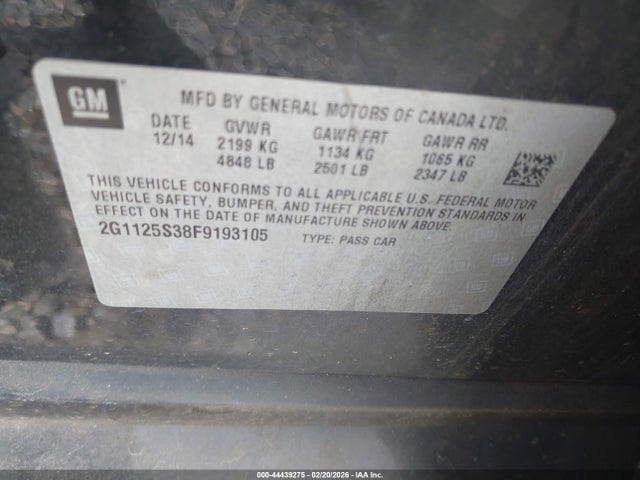 GM
MFD BY GENERAL MOTORS OF CANADA LTD.
DATE GVWR GAWR FRT GAWR RR
12/14 2199 KG 1134 KG 1065 KG
4848 LB 2501 LB 2347 LB
THIS VEHICLE CONFORMS TO ALL APPLICABLE U.S. FEDERAL MOTOR
VEHICLE SAFETY, BUMPER, AND THEFT PREVENTION STANDARDS IN
EFFECT ON THE DATE OF MANUFACTURE SHOWN ABOVE.
2G1125S38F9193105 TYPE: PASS CAR
000-44439275 - 02/20/2026 - IAA Inc.